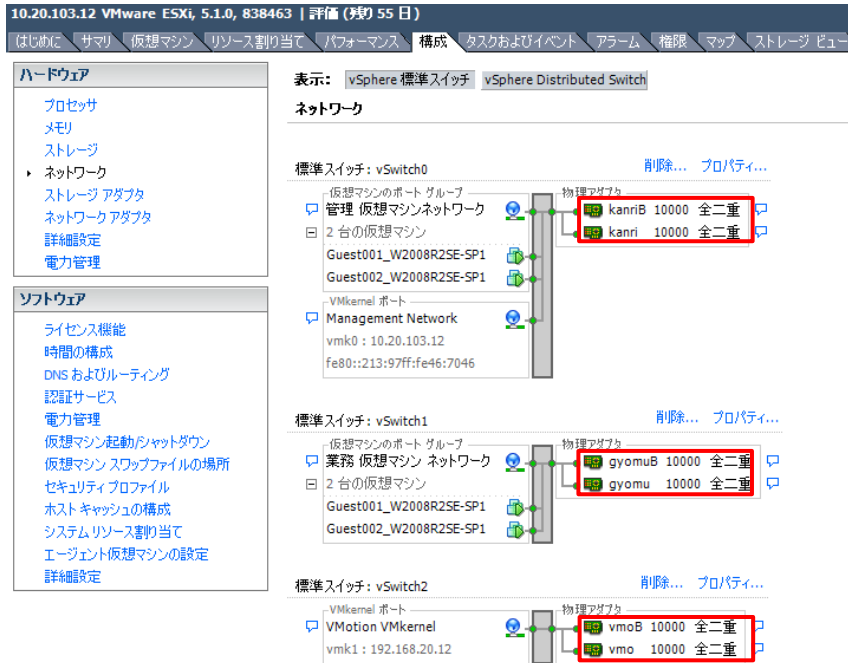 10.20.103.12 VMware ESXi, 5.1.0, 838463 | 評価 (残り 55 日)
はじめに サマリ 仮想マシン リソース割り当て パフォーマンス 構成 タスクおよびイベント アラーム 権限 マップ ストレージ ビュー
ハードウェア
プロセッサ
メモリ
ストレージ
ネットワーク
ストレージ アダプタ
ネットワーク アダプタ
詳細設定
電力管理
ソフトウェア
ライセンス機能
時間の構成
DNS およびルーティング
認証サービス
電力管理
仮想マシン起動/シャットダウン
仮想マシン スワップファイルの場所
セキュリティ プロファイル
ホスト キャッシュの構成
システム リソース割り当て
エージェント仮想マシンの設定
詳細設定
表示: vSphere 標準スイッチ vSphere Distributed Switch
ネットワーク
標準スイッチ: vSwitch0 削除... プロパティ...
仮想マシンのポート グループ 物理アダプタ
管理 仮想マシンネットワーク kanriB 10000 全二重
2 台の仮想マシン kanri 10000 全二重
Guest001_W2008R2SE-SP1
Guest002_W2008R2SE-SP1
VMkernel ポート
Management Network
vmk0 : 10.20.103.12
fe80::213:97ff:fe46:7046
標準スイッチ: vSwitch1 削除... プロパティ...
仮想マシンのポート グループ 物理アダプタ
業務 仮想マシン ネットワーク gyomuB 10000 全二重
2 台の仮想マシン gyomu 10000 全二重
Guest001_W2008R2SE-SP1
Guest002_W2008R2SE-SP1
標準スイッチ: vSwitch2 削除... プロパティ...
VMkernel ポート 物理アダプタ
VMotion VMkernel vmoB 10000 全二重
vmk1 : 192.168.20.12 vmo 10000 全二重